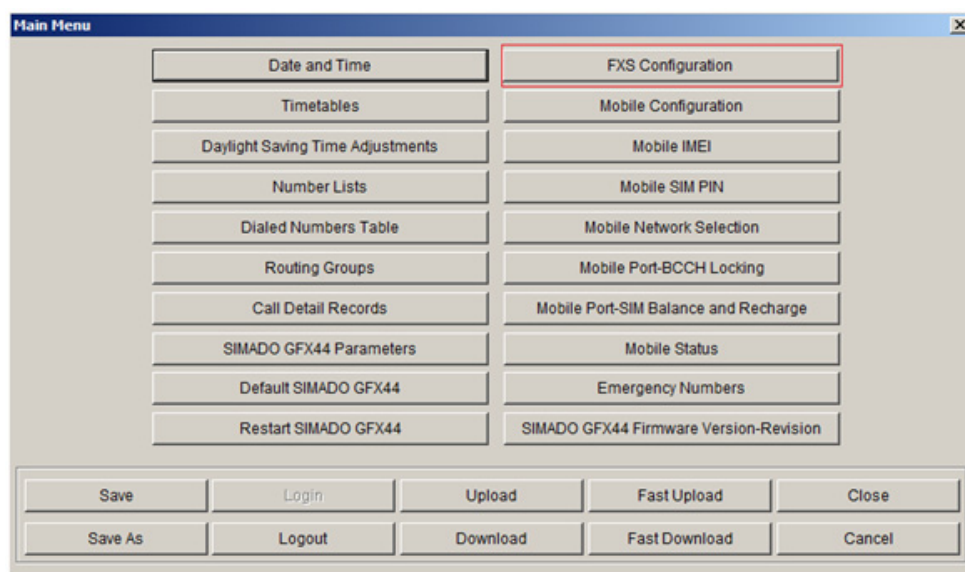 Main Menu
Date and Time
FXS Configuration
Timetables
Mobile Configuration
Daylight Saving Time Adjustments
Mobile IMEI
Number Lists
Mobile SIM PIN
Dialed Numbers Table
Mobile Network Selection
Routing Groups
Mobile Port-BCCH Locking
Call Detail Records
Mobile Port-SIM Balance and Recharge
SIMADO GFX44 Parameters
Mobile Status
Default SIMADO GFX44
Emergency Numbers
Restart SIMADO GFX44
SIMADO GFX44 Firmware Version-Revision
Save
Login
Upload
Fast Upload
Close
Save As
Logout
Download
Fast Download
Cancel